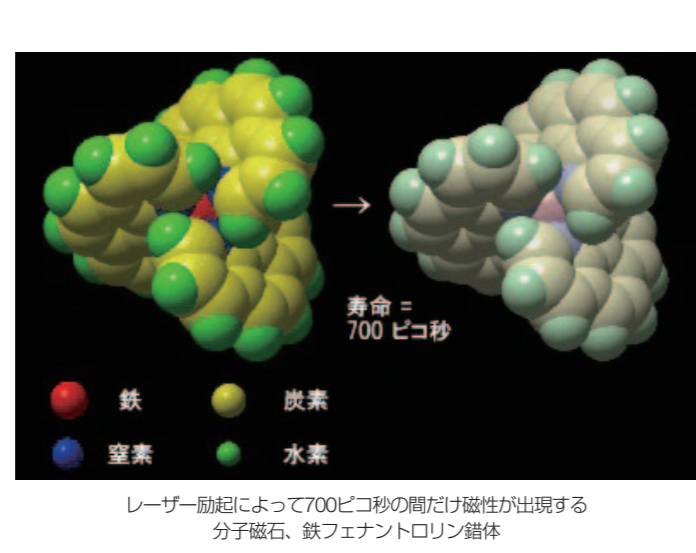 →
寿命 =
700 ピコ秒
鉄
炭素
窒素
水素
レーザー励起によって700ピコ秒の間だけ磁性が出現する
分子磁石、鉄フェナントロリン錯体